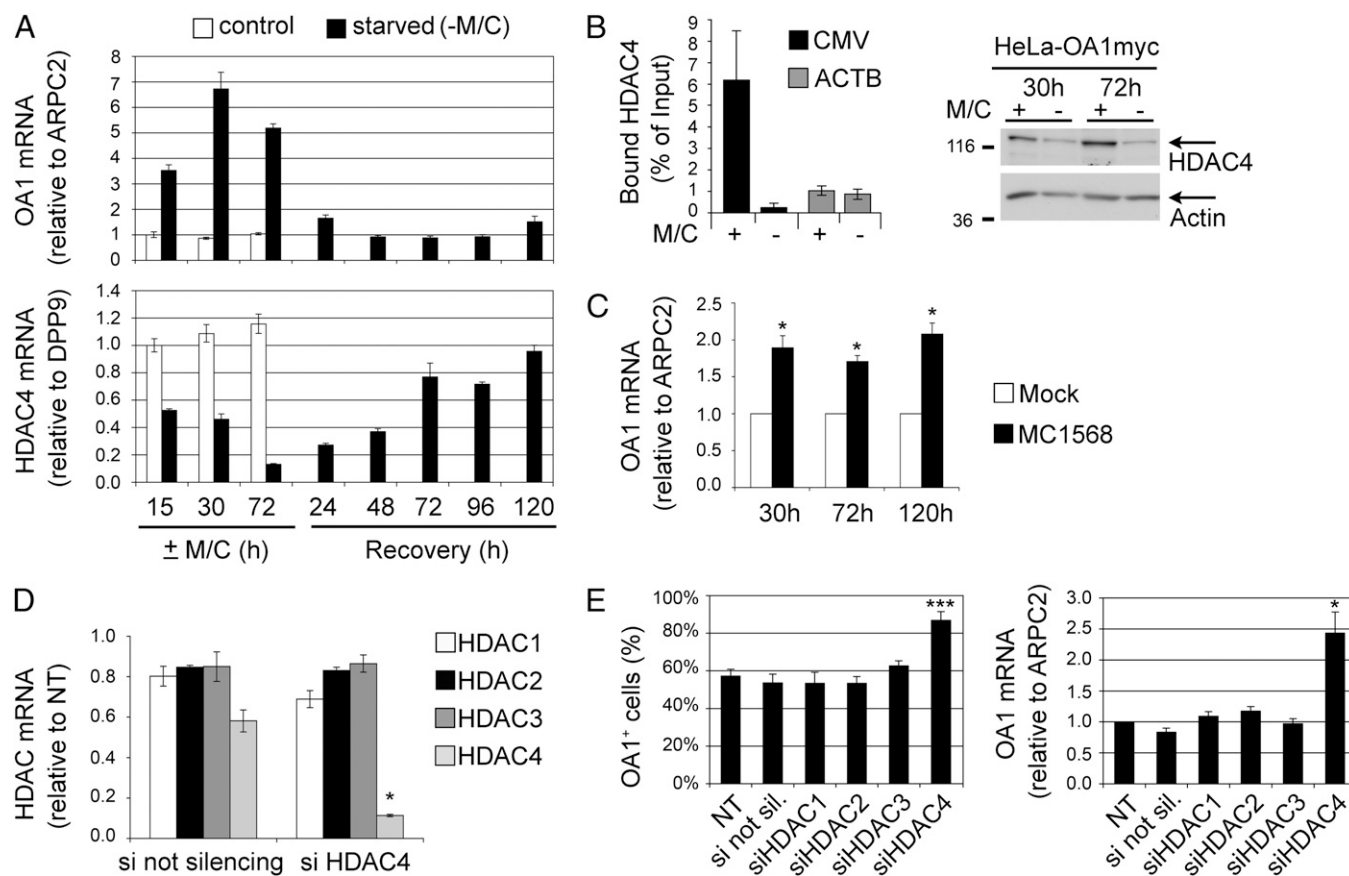 A
control
starved (-M/C)
OA1 mRNA
(relative to ARPC2)
8
7
6
5
4
3
2
1
0
HDAC4 mRNA
(relative to DPP9)
1.4
1.2
1.0
0.8
0.6
0.4
0.2
0.0
15 30 72 24 48 72 96 120
± M/C (h)
Recovery (h)
B
Bound HDAC4
(% of Input)
9
8
7
6
5
4
3
2
1
0
M/C + - + -
CMV
ACTB
HeLa-OA1myc
30h 72h
M/C + - + -
116
HDAC4
Actin
36
C
OA1 mRNA
(relative to ARPC2)
2.5
2.0
1.5
1.0
0.5
0.0
* * *
30h 72h 120h
Mock
MC1568
D
HDAC mRNA
(relative to NT)
1.0
0.8
0.6
0.4
0.2
0.0
*
si not silencing
si HDAC4
HDAC1
HDAC2
HDAC3
HDAC4
E
OA1+ cells (%)
100%
80%
60%
40%
20%
0%
***
NT
si not sil.
siHDAC1
siHDAC2
siHDAC3
siHDAC4
OA1 mRNA
(relative to ARPC2)
3.0
2.5
2.0
1.5
1.0
0.5
0.0
*
NT
si not sil.
siHDAC1
siHDAC2
siHDAC3
siHDAC4